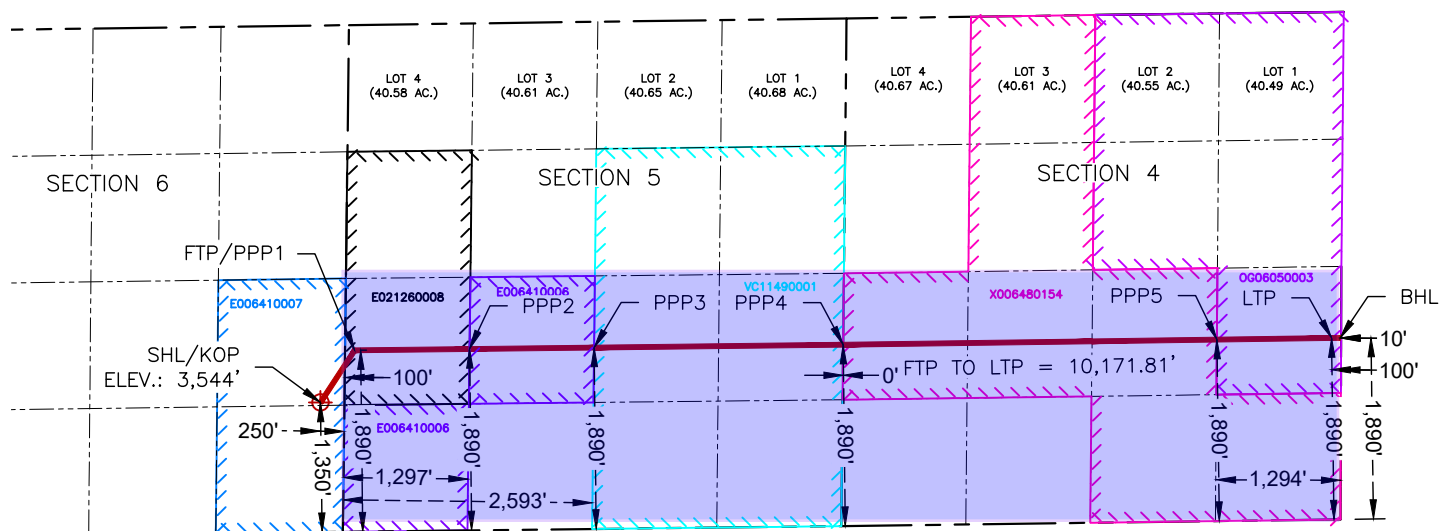 LOT 4
(40.58 AC.)
LOT 3
(40.61 AC.)
LOT 2
(40.65 AC.)
LOT 1
(40.68 AC.)
LOT 4
(40.67 AC.)
LOT 3
(40.61 AC.)
LOT 2
(40.55 AC.)
LOT 1
(40.49 AC.)
SECTION 6
SECTION 5
SECTION 4
FTP/PPP1
E006410007
E021260008
E006410006
VC11490001
X006480154
OG06050003
PPP2
PPP3
PPP4
PPP5
LTP
BHL
SHL/KOP
ELEV.: 3,544'
100'
0'
FTP TO LTP = 10,171.81'
10'
100'
E006410006
250'
1,350'
1,890'
1,890'
1,890'
1,890'
1,890'
1,890'
1,890'
1,297'
2,593'
1,294'